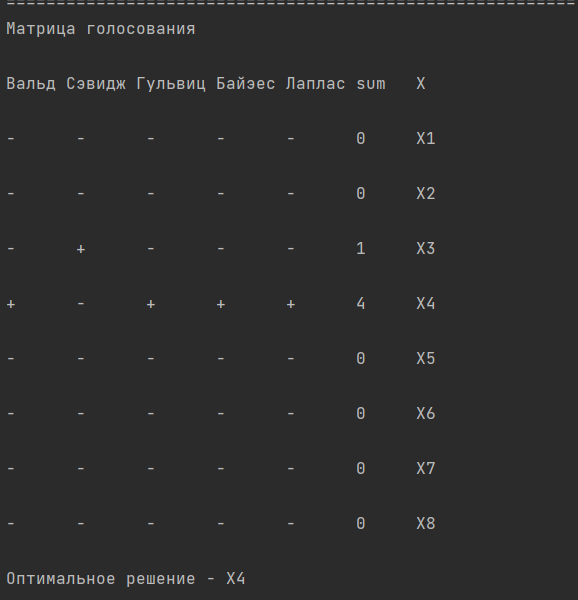 =========================================================
Матрица голосования
Вальд Сэвидж Гульвиц Байэес Лаплас sum X
- - - - - 0 X1
- - - - - 0 X2
- + - - - 1 X3
+ - + + + 4 X4
- - - - - 0 X5
- - - - - 0 X6
- - - - - 0 X7
- - - - - 0 X8
Оптимальное решение - X4